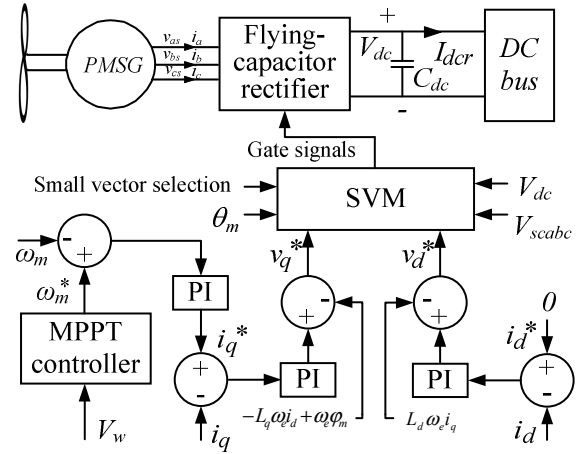 v_as i_a
v_bs i_b
v_cs i_c
PMSG
Flying-
capacitor
rectifier
+
V_dc
-
C_dc
I_dcr
DC
bus
Gate signals
Small vector selection
θ_m
SVM
V_dc
V_scabc
ω_m
-
+
ω_m*
MPPT
controller
V_w
PI
i_q*
+
-
i_q
PI
v_q*
-
+
-L_qω_ei_d+ω_eφ_m
v_d*
-
+
L_dω_ei_q
PI
0
i_d*
+
-
i_d